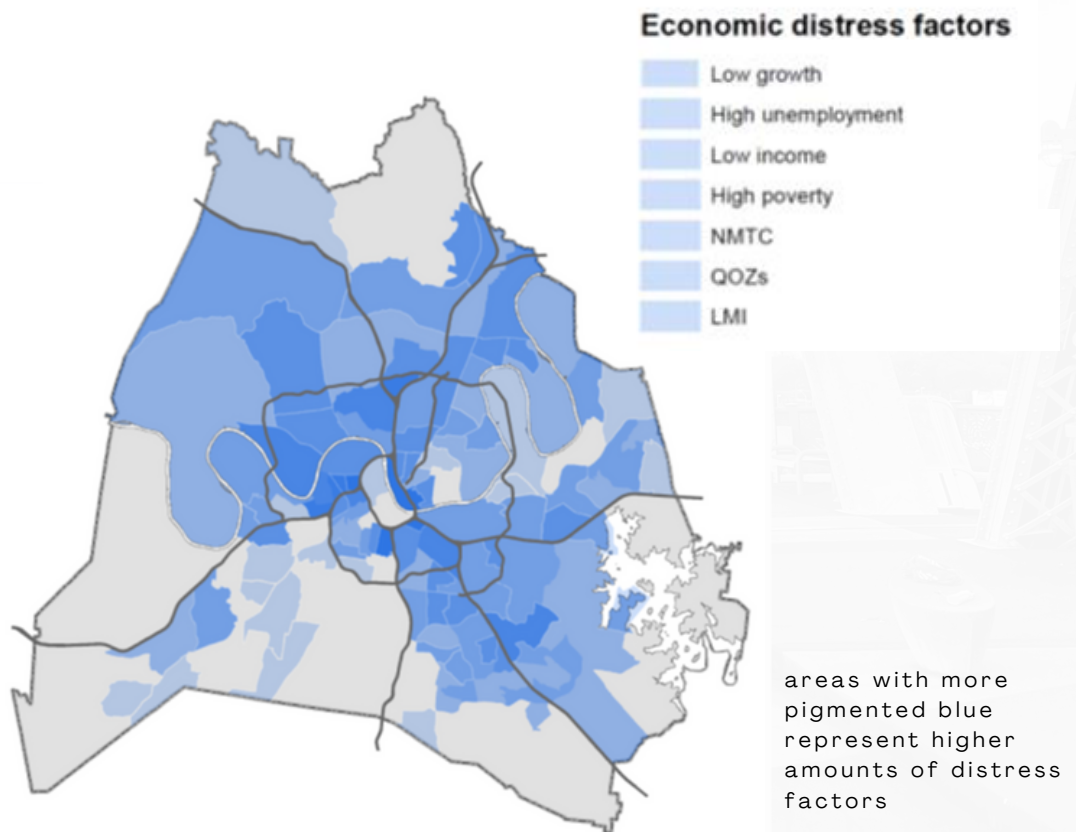 Economic distress factors
Low growth
High unemployment
Low income
High poverty
NMTC
QOZs
LMI
areas with more
pigmented blue
represent higher
amounts of distress
factors